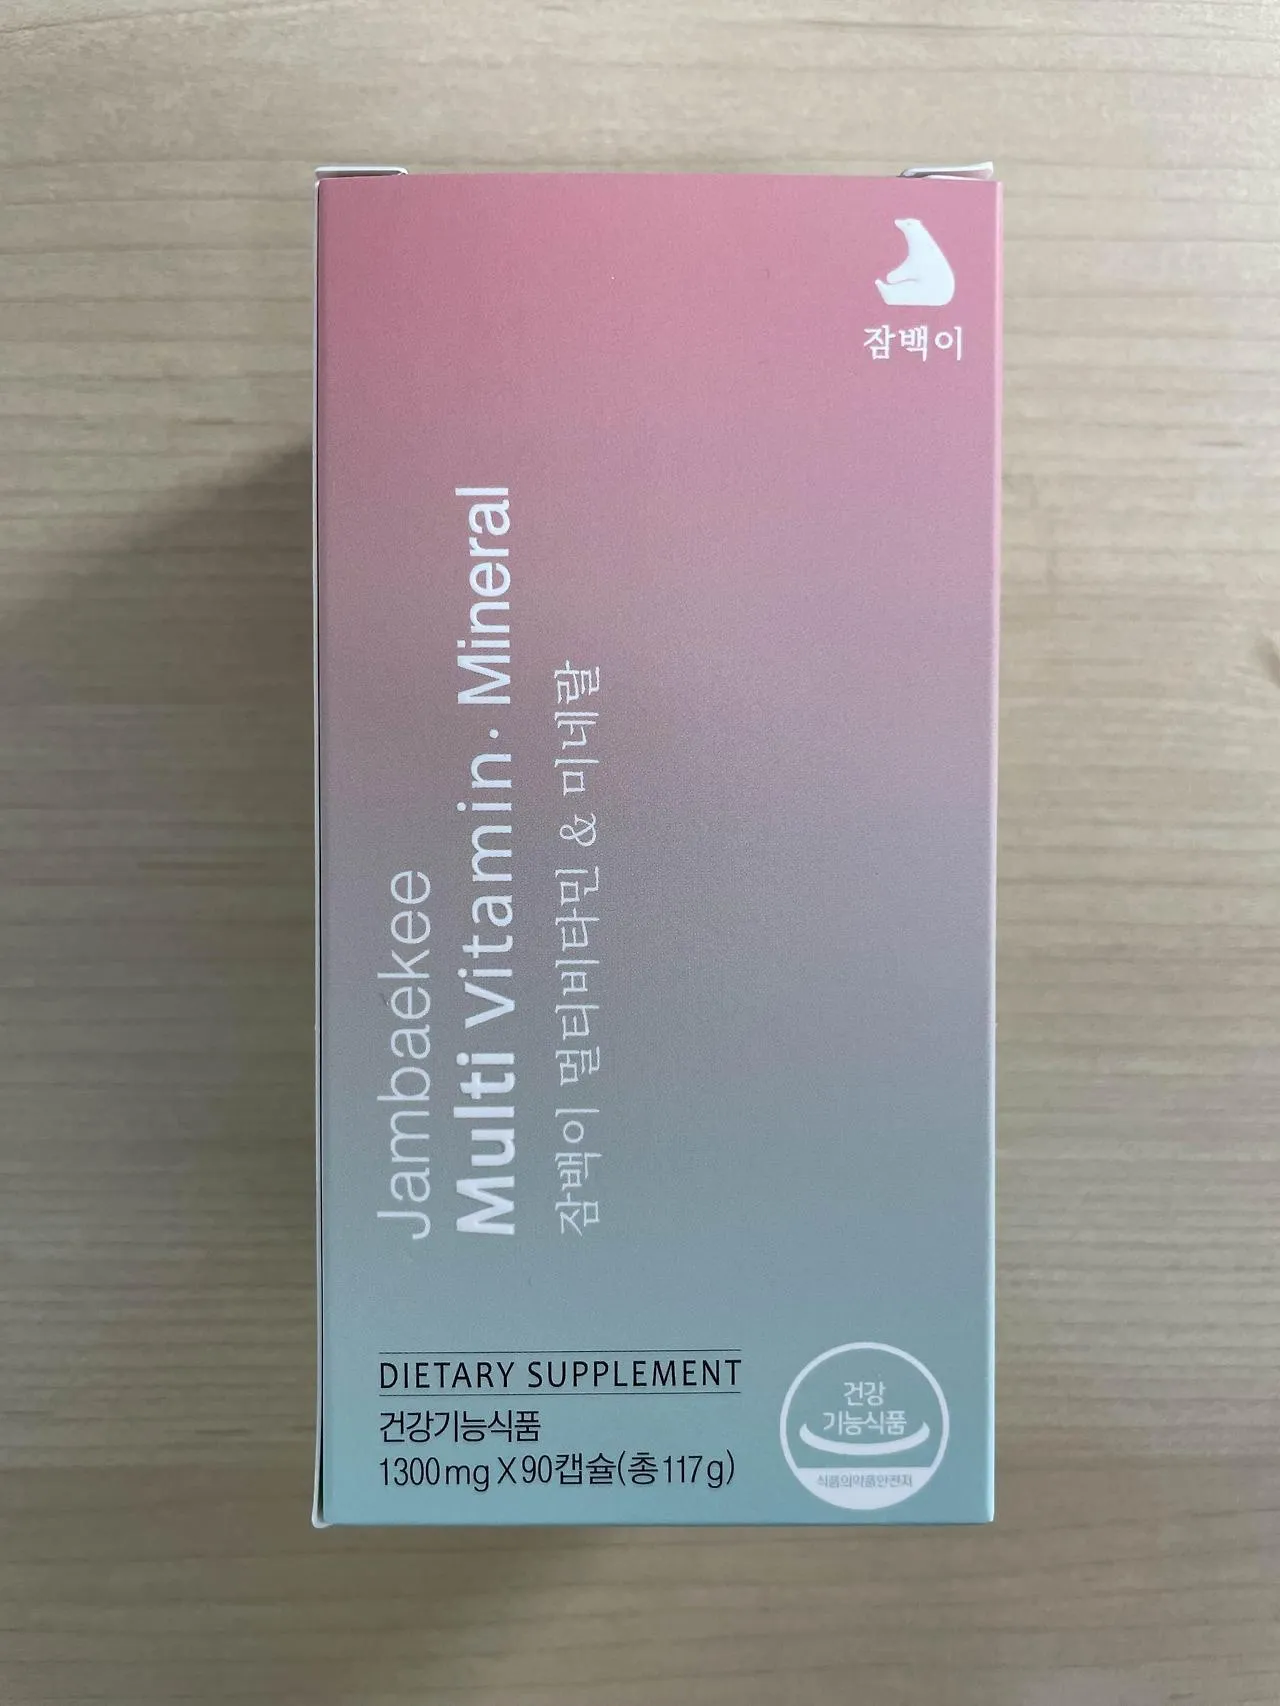 잠백이
Jambaekee
Multi vitamin · Mineral
잠백이 멀티비타민 & 미네랄
DIETARY SUPPLEMENT
건강기능식품
1300mg X 90캡슐(총 117g)
건강
기능식품
식품의약품안전처